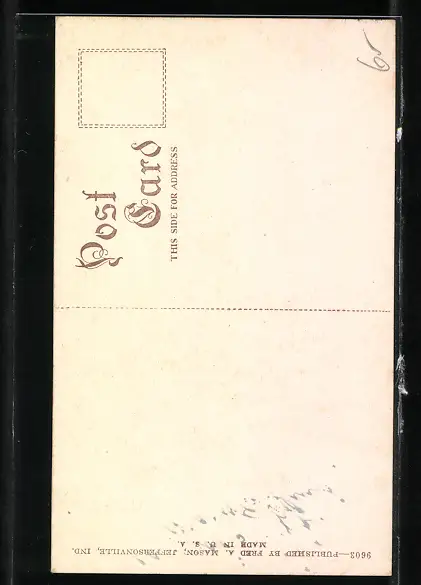 Post
Card
THIS SIDE FOR ADDRESS
9603—PUBLISHED BY FRED A. MASON, JEFFERSONVILLE, IND.
MADE IN U. S. A.